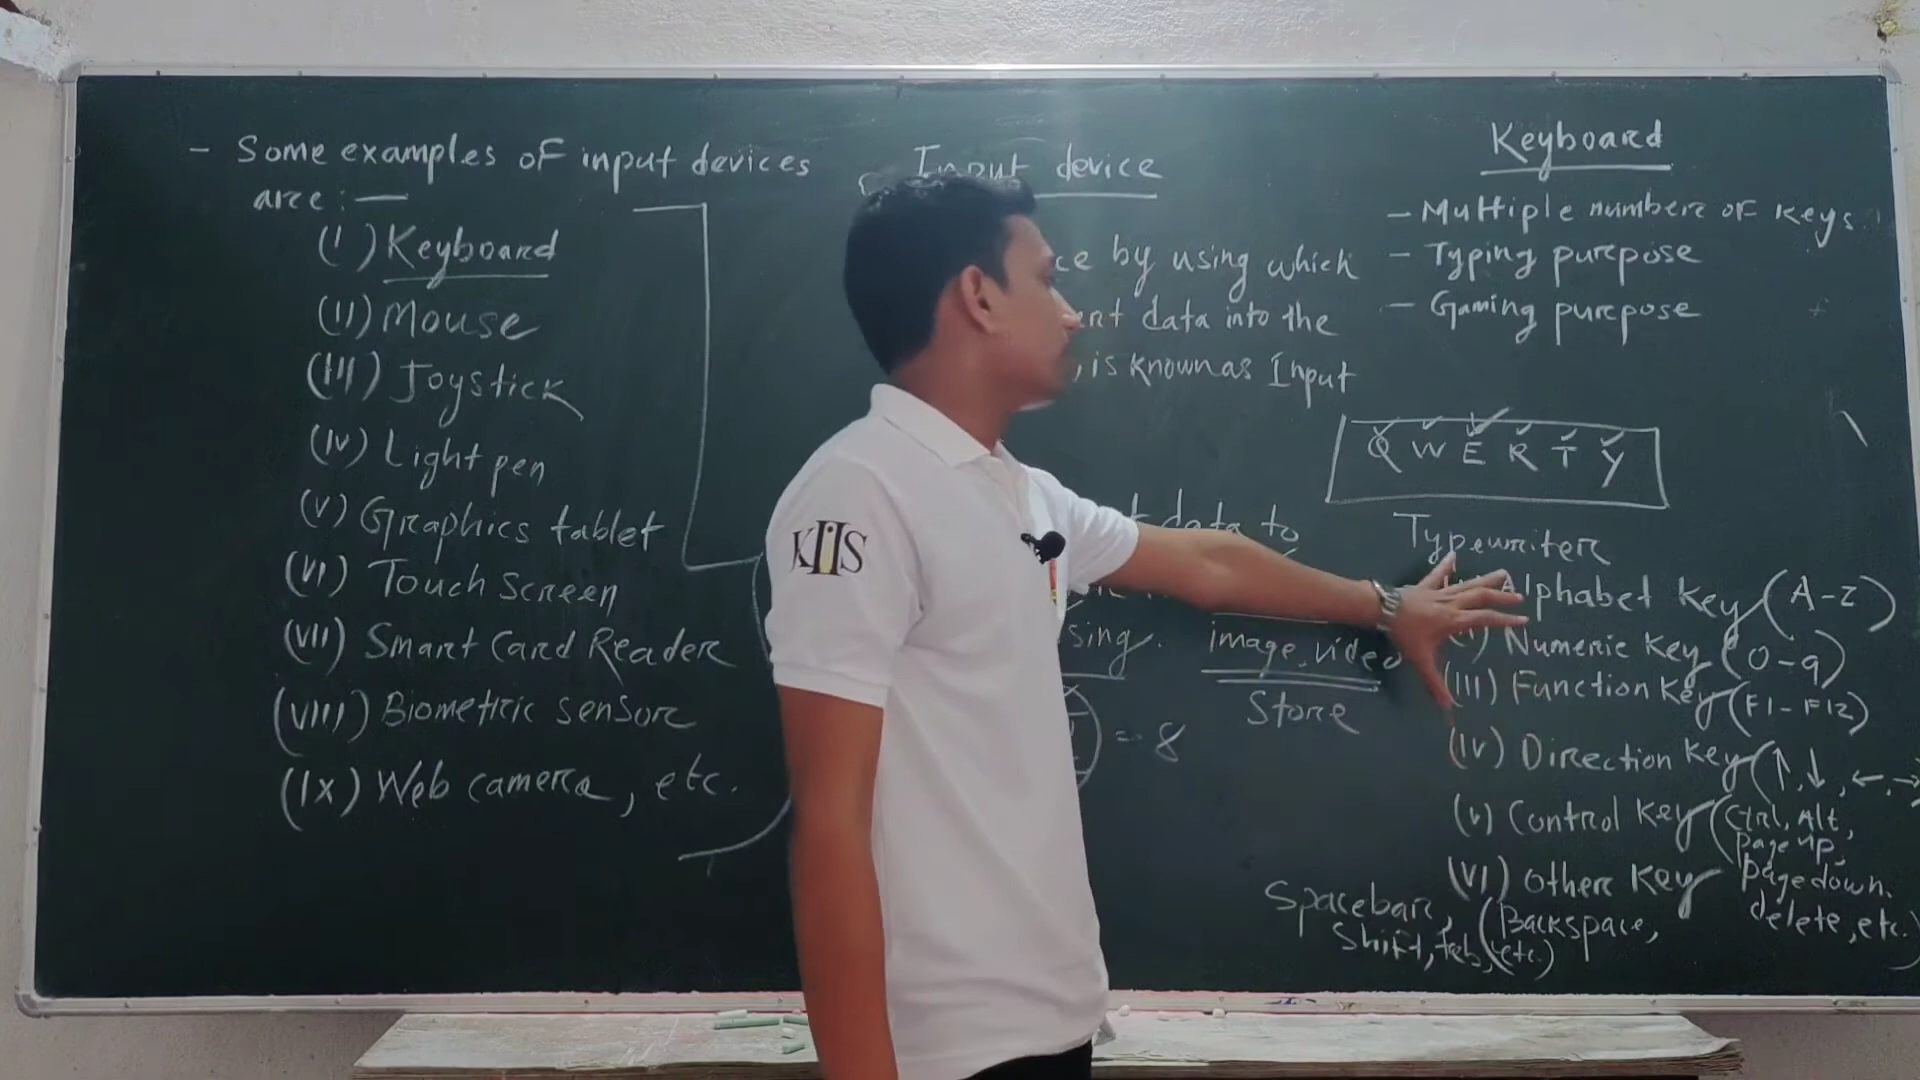 - Some examples of input devices
are:—
(I) Keyboard
(II) Mouse
(III) Joystick
(IV) Light pen
(V) Graphics tablet
(VI) Touch Screen
(VII) Smart Card Reader
(VIII) Biometric sensor
(IX) Web camera, etc.
Input device
by using which
data into the
, is known as Input
data to
image, video
Store
= 8
Keyboard
- Multiple number of keys
- Typing purpose
- Gaming purpose
Q W E R T Y
Typewriter
Alphabet Key (A-Z)
Numeric Key (0-9)
(III) Function Key (F1-F12)
(IV) Direction Key (↑, ↓, ←, →
(V) Control Key (Ctrl, Alt,
page up,
page down,
delete, etc.)
(VI) Other Key
(Backspace,
Spacebar,
Shift, Tab, etc.)
KIIS